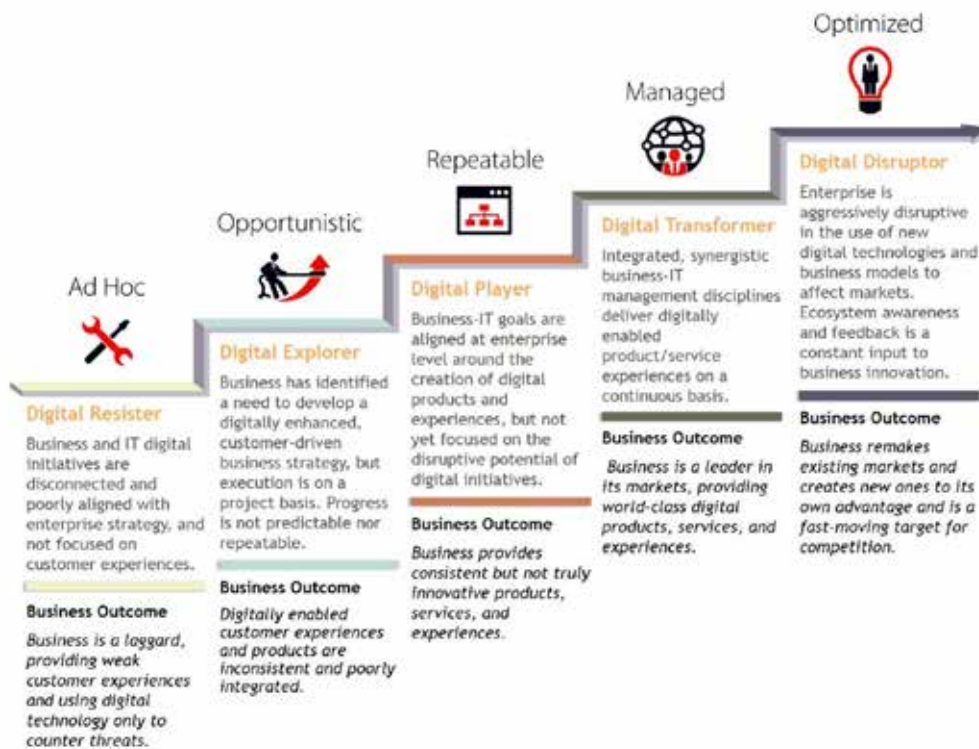 Ad Hoc
Digital Resister
Business and IT digital
initiatives are
disconnected and
poorly aligned with
enterprise strategy, and
not focused on
customer experiences.
Business Outcome
Business is a laggard,
providing weak
customer experiences
and using digital
technology only to
counter threats.
Opportunistic
Digital Explorer
Business has identified
a need to develop a
digitally enhanced,
customer-driven
business strategy, but
execution is on a
project basis. Progress
is not predictable nor
repeatable.
Business Outcome
Digitally enabled
customer experiences
and products are
inconsistent and poorly
integrated.
Repeatable
Digital Player
Business-IT goals are
aligned at enterprise
level around the
creation of digital
products and
experiences, but not
yet focused on the
disruptive potential of
digital initiatives.
Business Outcome
Business provides
consistent but not truly
innovative products,
services, and
experiences.
Managed
Digital Transformer
Integrated, synergistic
business-IT
management disciplines
deliver digitally
enabled
product/service
experiences on a
continuous basis.
Business Outcome
Business is a leader in
its markets, providing
world-class digital
products, services, and
experiences.
Optimized
Digital Disruptor
Enterprise is
aggressively disruptive
in the use of new
digital technologies and
business models to
affect markets.
Ecosystem awareness
and feedback is a
constant input to
business innovation.
Business Outcome
Business remakes
existing markets and
creates new ones to its
own advantage and is a
fast-moving target for
competition.